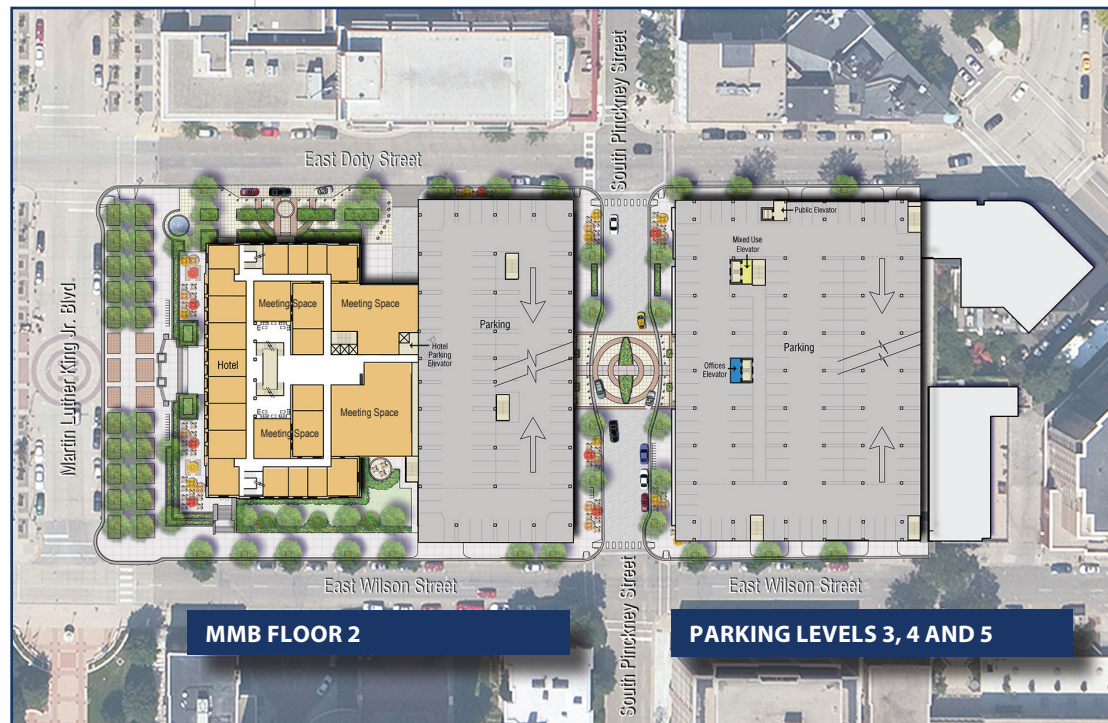 South Pinckney Street
East Doty Street
Public Elevator
Mixed Use
Elevator
Meeting Space
Meeting Space
Martin Luther King Jr. Blvd.
Parking
Hotel
Parking
Elevator
Parking
Hotel
Offices
Elevator
Meeting Space
Meeting Space
East Wilson Street
East Wilson Street
South Pinckney Street
MMB FLOOR 2
PARKING LEVELS 3, 4 AND 5